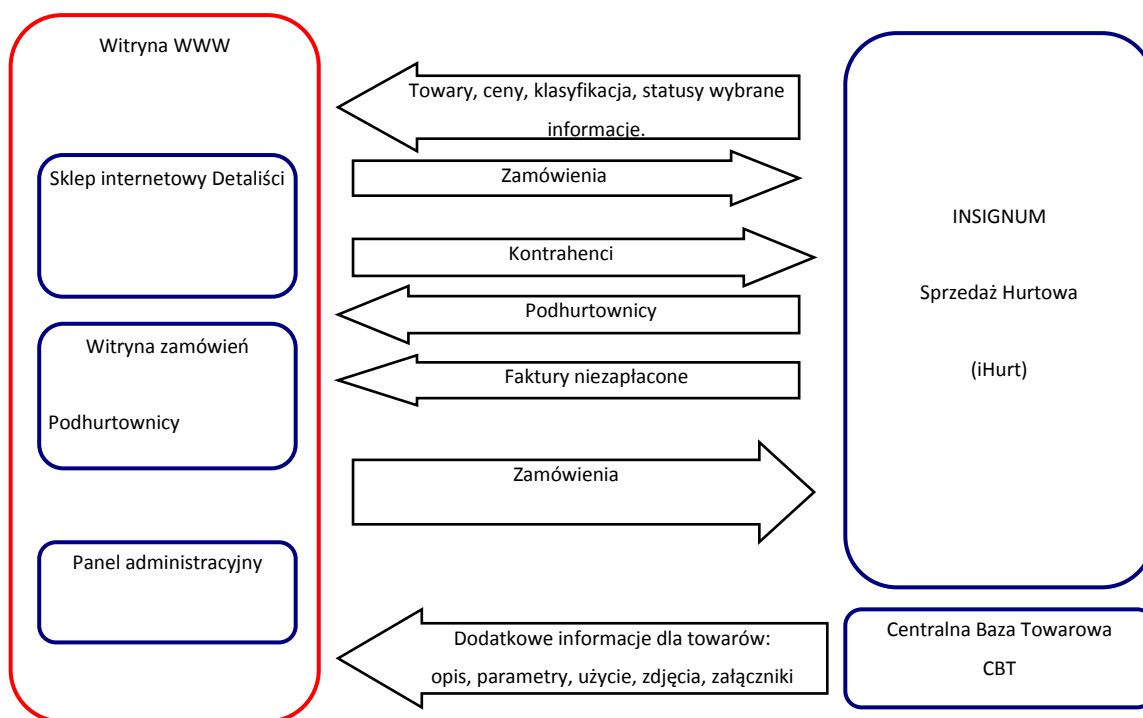 Witryna WWW
Sklep internetowy Detaliści
Witryna zamówień
Podhurtownicy
Panel administracyjny
Towary, ceny, klasyfikacja, statusy wybrane
informacje.
Zamówienia
Kontrahenci
Podhurtownicy
Faktury niezapłacone
Zamówienia
Dodatkowe informacje dla towarów:
opis, parametry, użycie, zdjęcia, załączniki
INSIGNUM
Sprzedaż Hurtowa
(iHurt)
Centralna Baza Towarowa
CBT